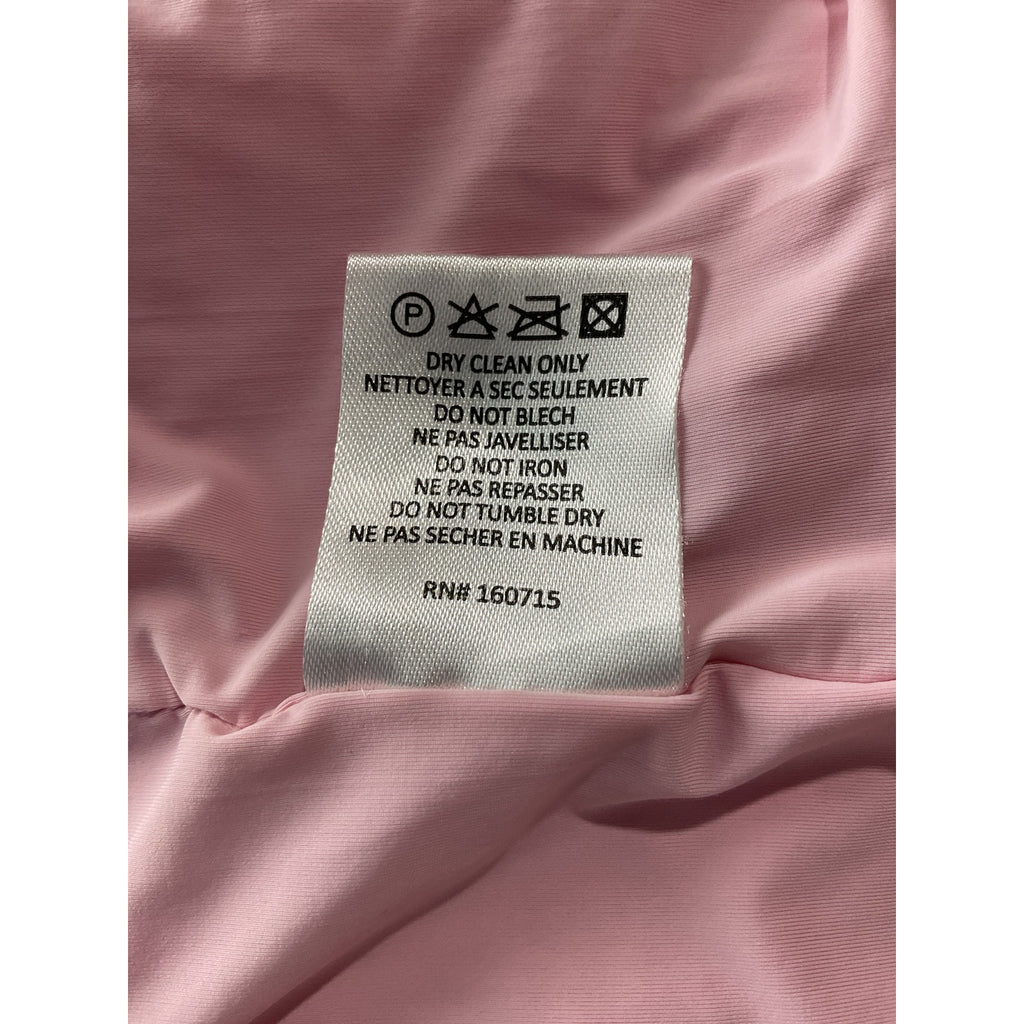 P
DRY CLEAN ONLY
NETTOYER A SEC SEULEMENT
DO NOT BLECH
NE PAS JAVELLISER
DO NOT IRON
NE PAS REPASSER
DO NOT TUMBLE DRY
NE PAS SECHER EN MACHINE
RN# 160715